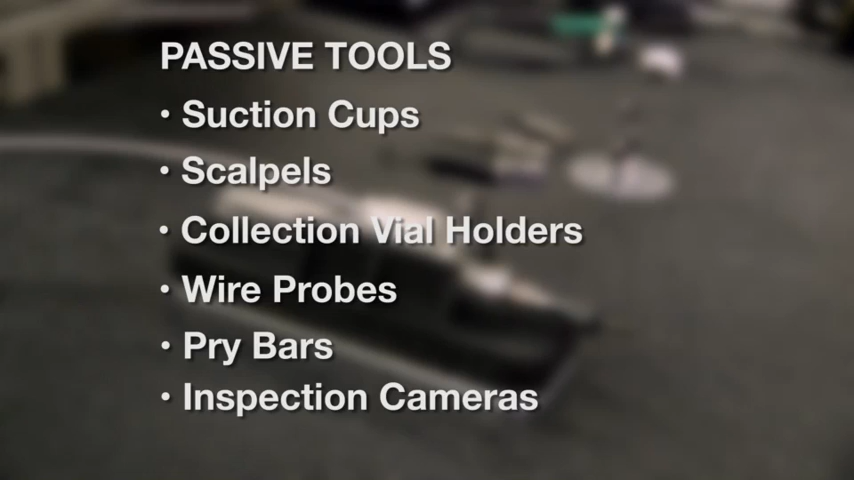 PASSIVE TOOLS
• Suction Cups
• Scalpels
• Collection Vial Holders
• Wire Probes
• Pry Bars
• Inspection Cameras